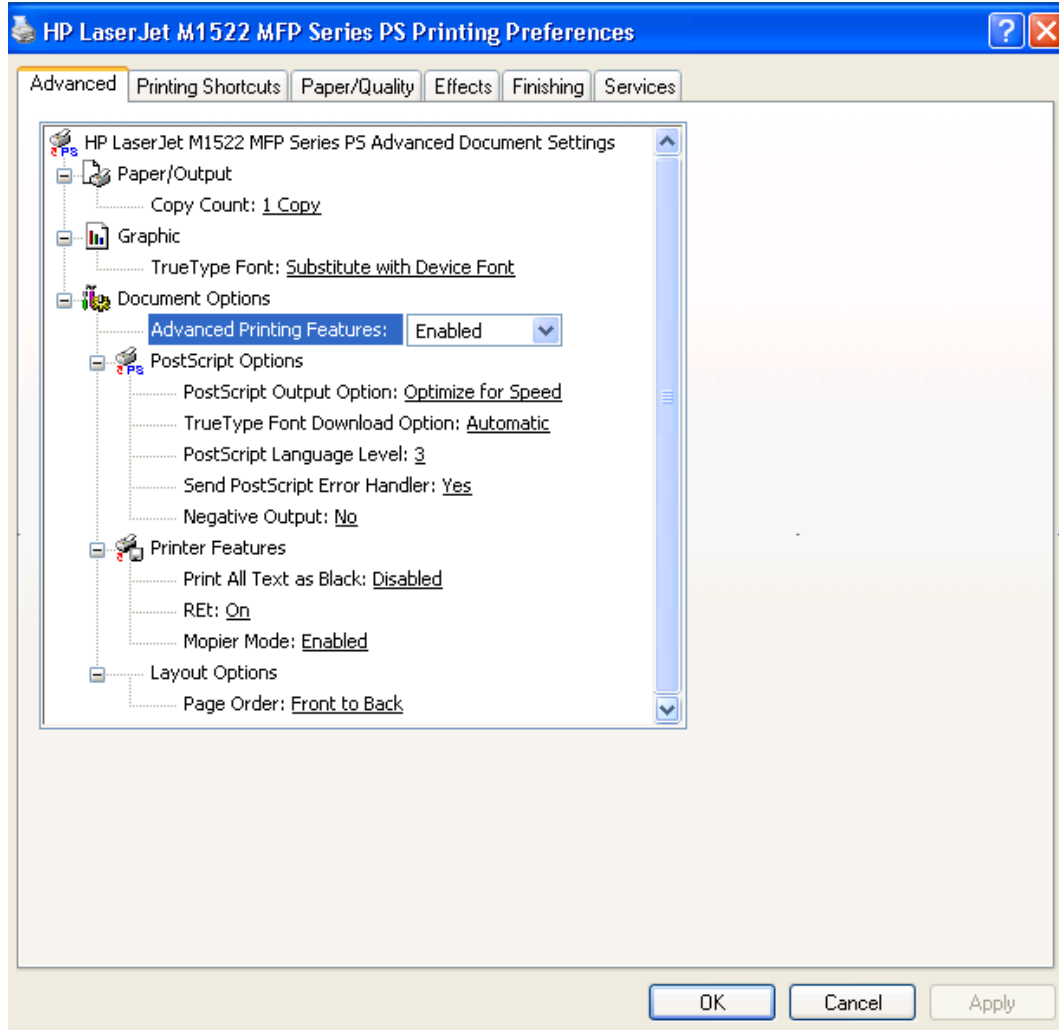 HP LaserJet M1522 MFP Series PS Printing Preferences
Advanced Printing Shortcuts Paper/Quality Effects Finishing Services
HP LaserJet M1522 MFP Series PS Advanced Document Settings
Paper/Output
Copy Count: 1 Copy
Graphic
TrueType Font: Substitute with Device Font
Document Options
Advanced Printing Features: Enabled
PostScript Options
PostScript Output Option: Optimize for Speed
TrueType Font Download Option: Automatic
PostScript Language Level: 3
Send PostScript Error Handler: Yes
Negative Output: No
Printer Features
Print All Text as Black: Disabled
REt: On
Mopier Mode: Enabled
Layout Options
Page Order: Front to Back
OK Cancel Apply